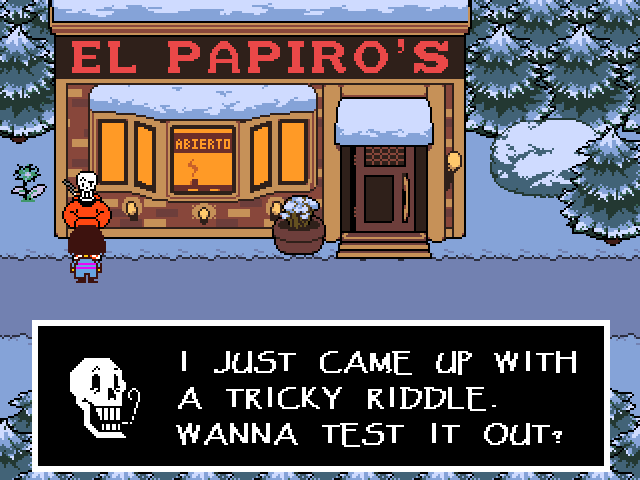 EL PAPIRO'S
ABIERTO
I JUST CAME UP WITH
A TRICKY RIDDLE.
WANNA TEST IT OUT?